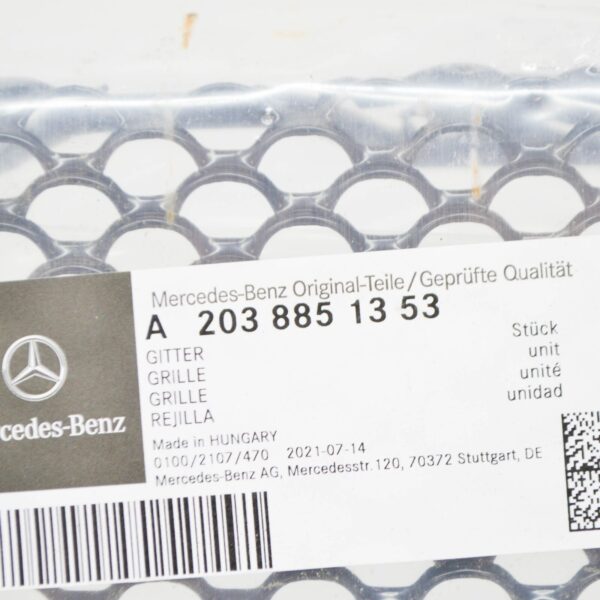 Mercedes-Benz Original-Teile/Geprüfte Qualität
A 203 885 13 53
GITTER
GRILLE
GRILLE
REJILLA
Stück
unit
unité
unidad
Made in HUNGARY
0100/2107/470 2021-07-14
Mercedes-Benz AG, Mercedesstr. 120, 70372 Stuttgart, DE
cedes-Benz